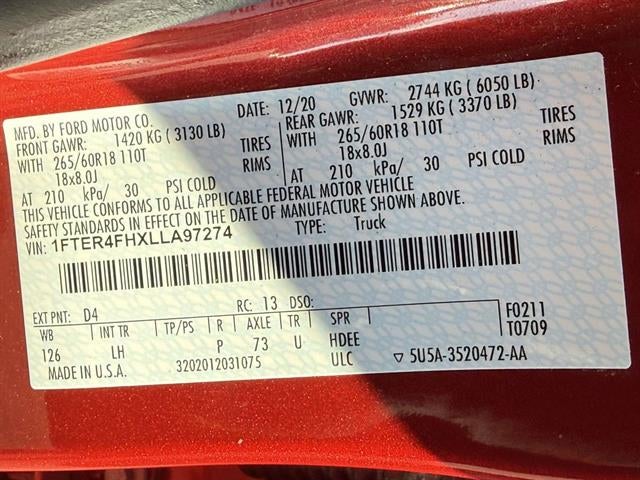 MFD. BY FORD MOTOR CO. DATE: 12/20 GVWR: 2744 KG ( 6050 LB)
FRONT GAWR: 1420 KG ( 3130 LB) REAR GAWR: 1529 KG ( 3370 LB)
WITH 265/60R18 110T TIRES WITH 265/60R18 110T TIRES
18x8.0J RIMS 18x8.0J RIMS
AT 210 kPa/ 30 PSI COLD AT 210 kPa/ 30 PSI COLD
THIS VEHICLE CONFORMS TO ALL APPLICABLE FEDERAL MOTOR VEHICLE
SAFETY STANDARDS IN EFFECT ON THE DATE OF MANUFACTURE SHOWN ABOVE.
VIN: 1FTER4FHXLLA97274 TYPE: Truck
EXT PNT: D4 RC: 13 DSO: F0211
WB INT TR TP/PS R AXLE TR SPR T0709
126 LH P 73 U HDEE
MADE IN U.S.A. 3202012031075 ULC ▽ 5U5A-3520472-AA